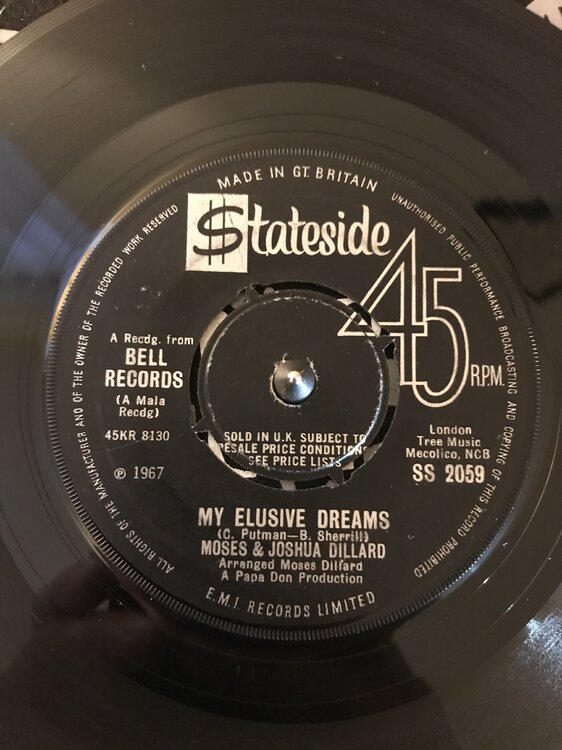 MADE IN GT. BRITAIN
UNAUTHORISED PUBLIC PERFORMANCE BROADCASTING AND COPYING OF THIS RECORD PROHIBITED
ALL RIGHTS OF THE MANUFACTURER AND OF THE OWNER OF THE RECORDED WORK RESERVED
$tateside
45
R.P.M.
A Recdg. from
BELL
RECORDS
(A Mala
Recdg)
45KR 8130
℗ 1967
SOLD IN U.K. SUBJECT TO
RESALE PRICE CONDITION
SEE PRICE LISTS
London
Tree Music
Mecolico, NCB
SS 2059
MY ELUSIVE DREAMS
(C. Putman—B. Sherrill)
MOSES & JOSHUA DILLARD
Arranged Moses Dillard
A Papa Don Production
E.M.I. RECORDS LIMITED